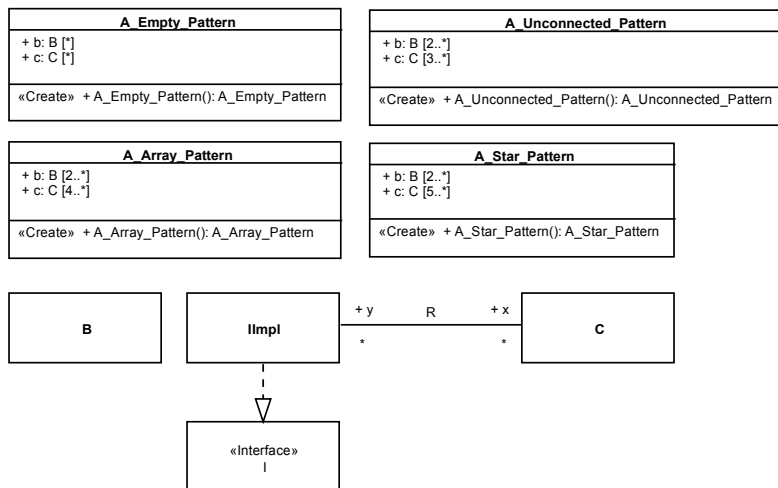 A_Empty_Pattern
+ b: B [*]
+ c: C [*]
«Create» + A_Empty_Pattern(): A_Empty_Pattern
A_Unconnected_Pattern
+ b: B [2..*]
+ c: C [3..*]
«Create» + A_Unconnected_Pattern(): A_Unconnected_Pattern
A_Array_Pattern
+ b: B [2..*]
+ c: C [4..*]
«Create» + A_Array_Pattern(): A_Array_Pattern
A_Star_Pattern
+ b: B [2..*]
+ c: C [5..*]
«Create» + A_Star_Pattern(): A_Star_Pattern
B
IImpl
+ y
R
+ x
*
*
C
«Interface»
I